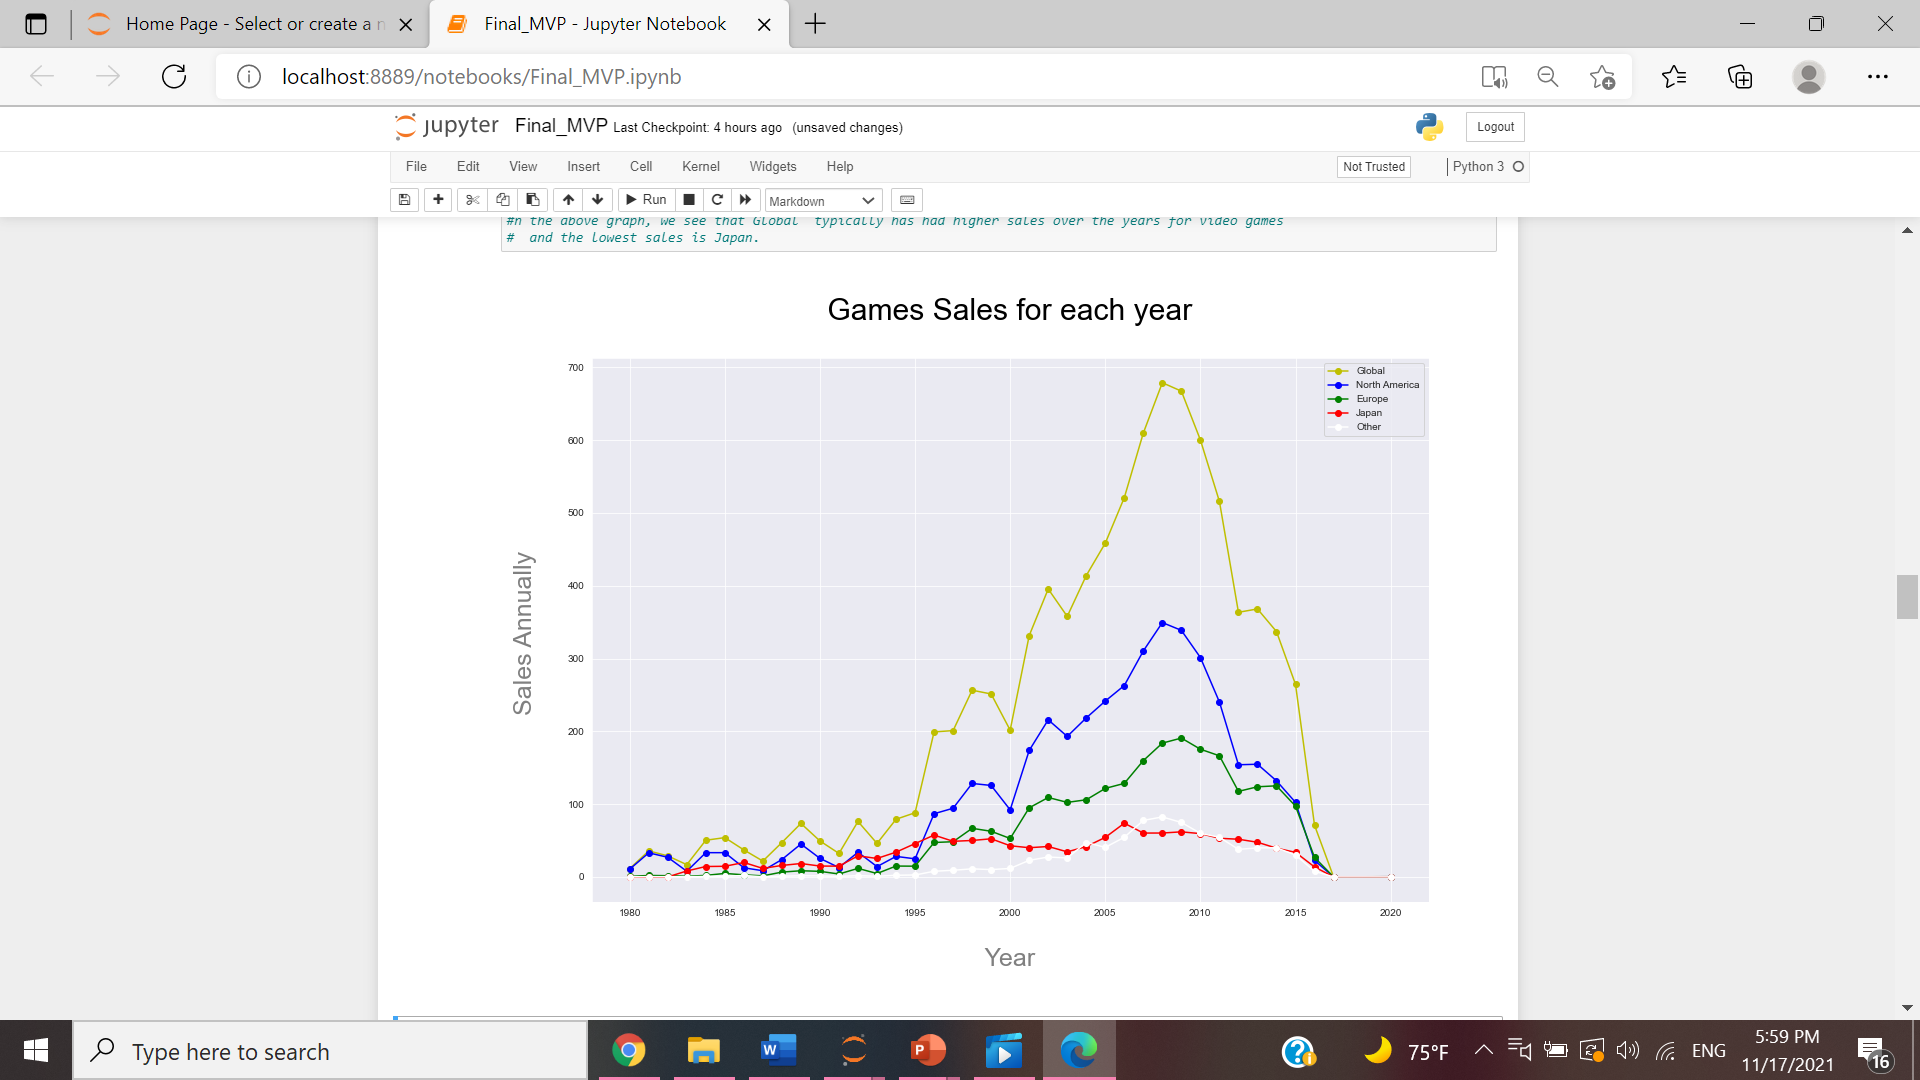 Home Page - Select or create a n
Final_MVP - Jupyter Notebook
localhost:8889/notebooks/Final_MVP.ipynb
jupyter Final_MVP Last Checkpoint: 4 hours ago (unsaved changes)
Logout
File Edit View Insert Cell Kernel Widgets Help
Not Trusted
Python 3
Run
Markdown
#n the above graph, we see that Global  typically has had higher sales over the years for video games
#  and the lowest sales is Japan.
Games Sales for each year
700
600
500
400
300
200
100
0
Global
North America
Europe
Japan
Other
Sales Annually
1980 1985 1990 1995 2000 2005 2010 2015 2020
Year
Type here to search
75°F
ENG
5:59 PM
11/17/2021
16